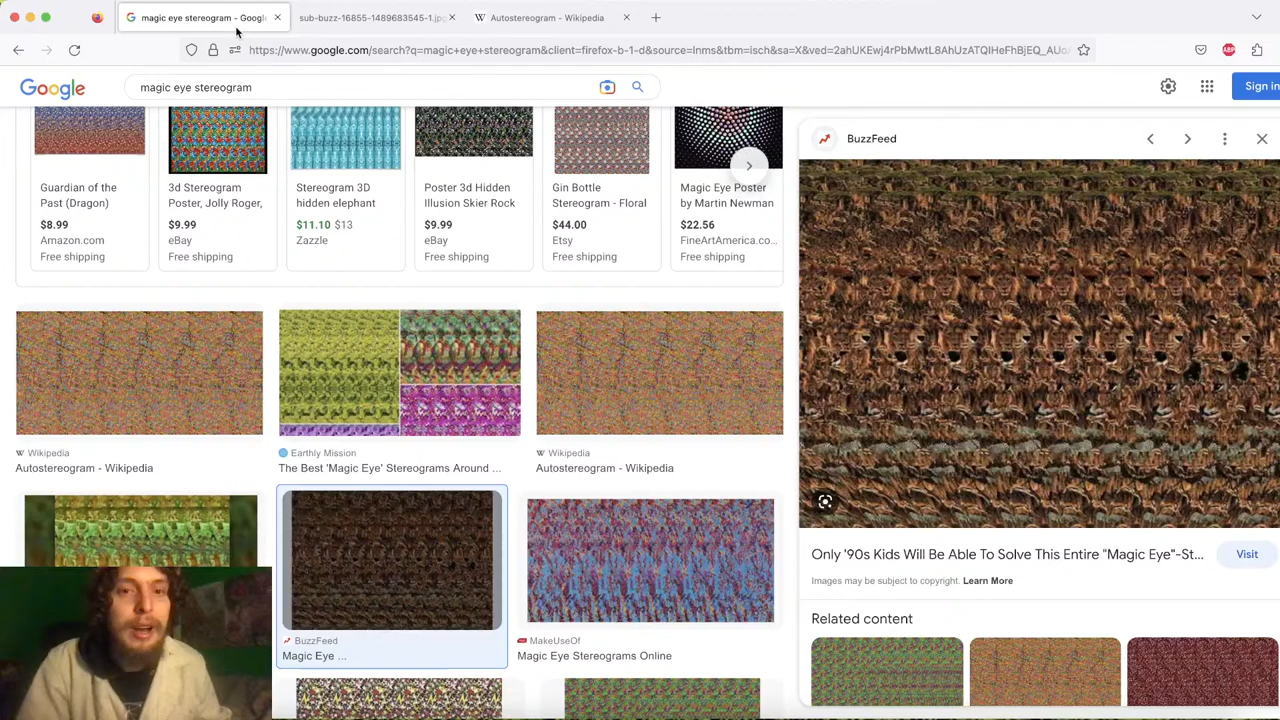 magic eye stereogram - Googl
sub-buzz-16855-1489683545-1.jpg
Autostereogram - Wikipedia
https://www.google.com/search?q=magic+eye+stereogram&client=firefox-b-1-d&source=lnms&tbm=isch&sa=X&ved=2ahUKEwj4rPbMwtL8AhUzATQIHeFhBjEQ_AUo
ABP
Google
magic eye stereogram
Sign in
Guardian of the
Past (Dragon)
$8.99
Amazon.com
Free shipping
3d Stereogram
Poster, Jolly Roger,
$9.99
eBay
Free shipping
Stereogram 3D
hidden elephant
$11.10 $13
Zazzle
Poster 3d Hidden
Illusion Skier Rock
$9.99
eBay
Free shipping
Gin Bottle
Stereogram - Floral
$44.00
Etsy
Free shipping
Magic Eye Poster
by Martin Newman
$22.56
FineArtAmerica.co...
Free shipping
W Wikipedia
Autostereogram - Wikipedia
Earthly Mission
The Best 'Magic Eye' Stereograms Around ...
W Wikipedia
Autostereogram - Wikipedia
BuzzFeed
Magic Eye ...
MakeUseOf
Magic Eye Stereograms Online
BuzzFeed
Only '90s Kids Will Be Able To Solve This Entire "Magic Eye"-St...
Visit
Images may be subject to copyright. Learn More
Related content